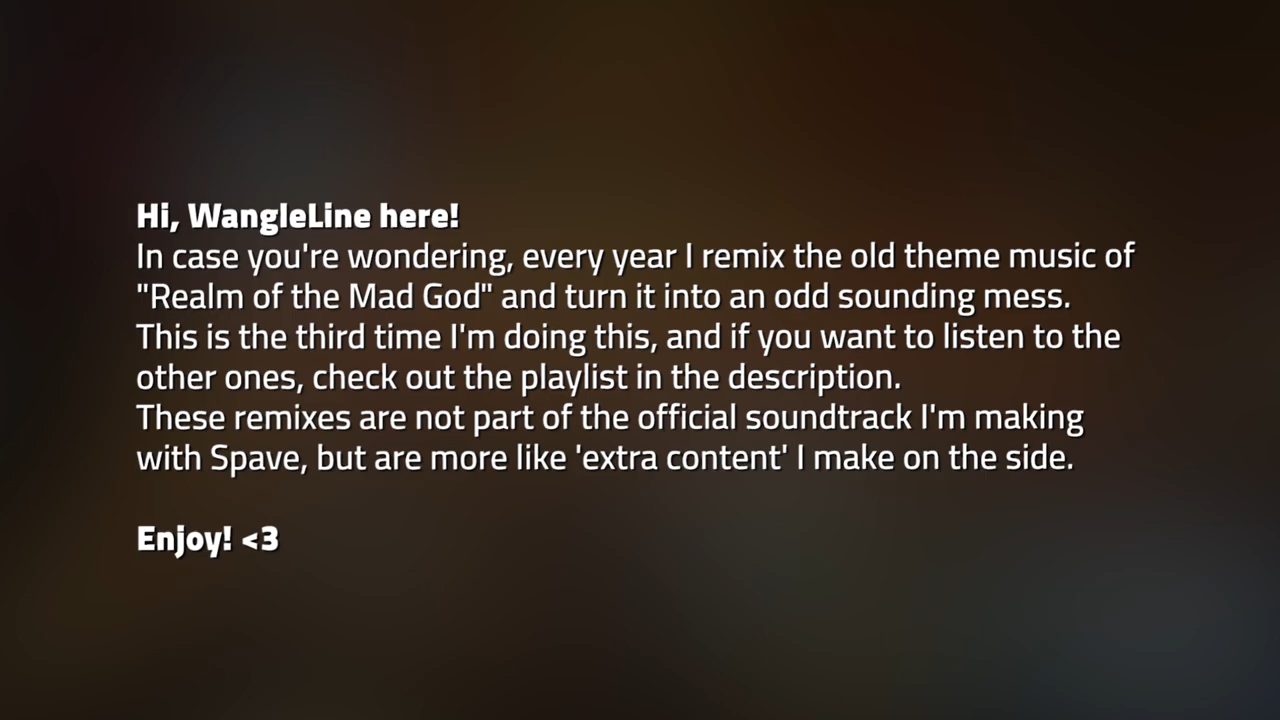 Hi, WangleLine here!
In case you're wondering, every year I remix the old theme music of
"Realm of the Mad God" and turn it into an odd sounding mess.
This is the third time I'm doing this, and if you want to listen to the
other ones, check out the playlist in the description.
These remixes are not part of the official soundtrack I'm making
with Spave, but are more like 'extra content' I make on the side.
Enjoy! <3